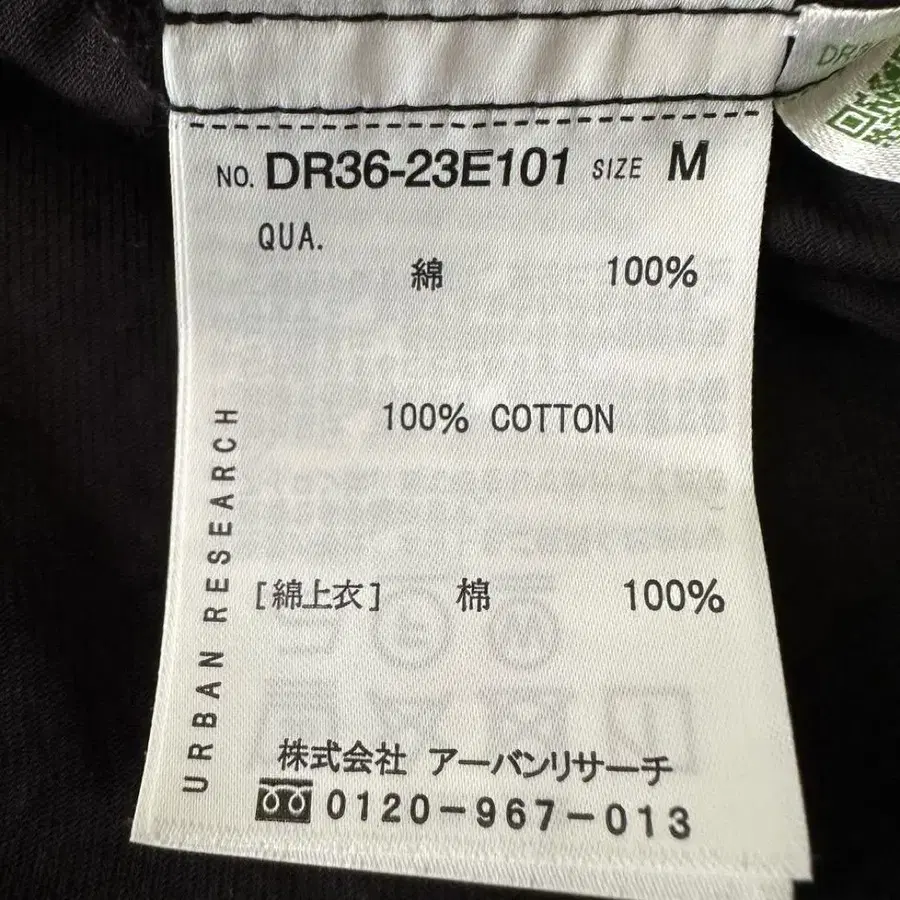 NO. DR36-23E101 SIZE M
QUA.
綿 100%
100% COTTON
[綿上衣] 棉 100%
URBAN RESEARCH
株式会社 アーバンリサーチ
0120-967-013